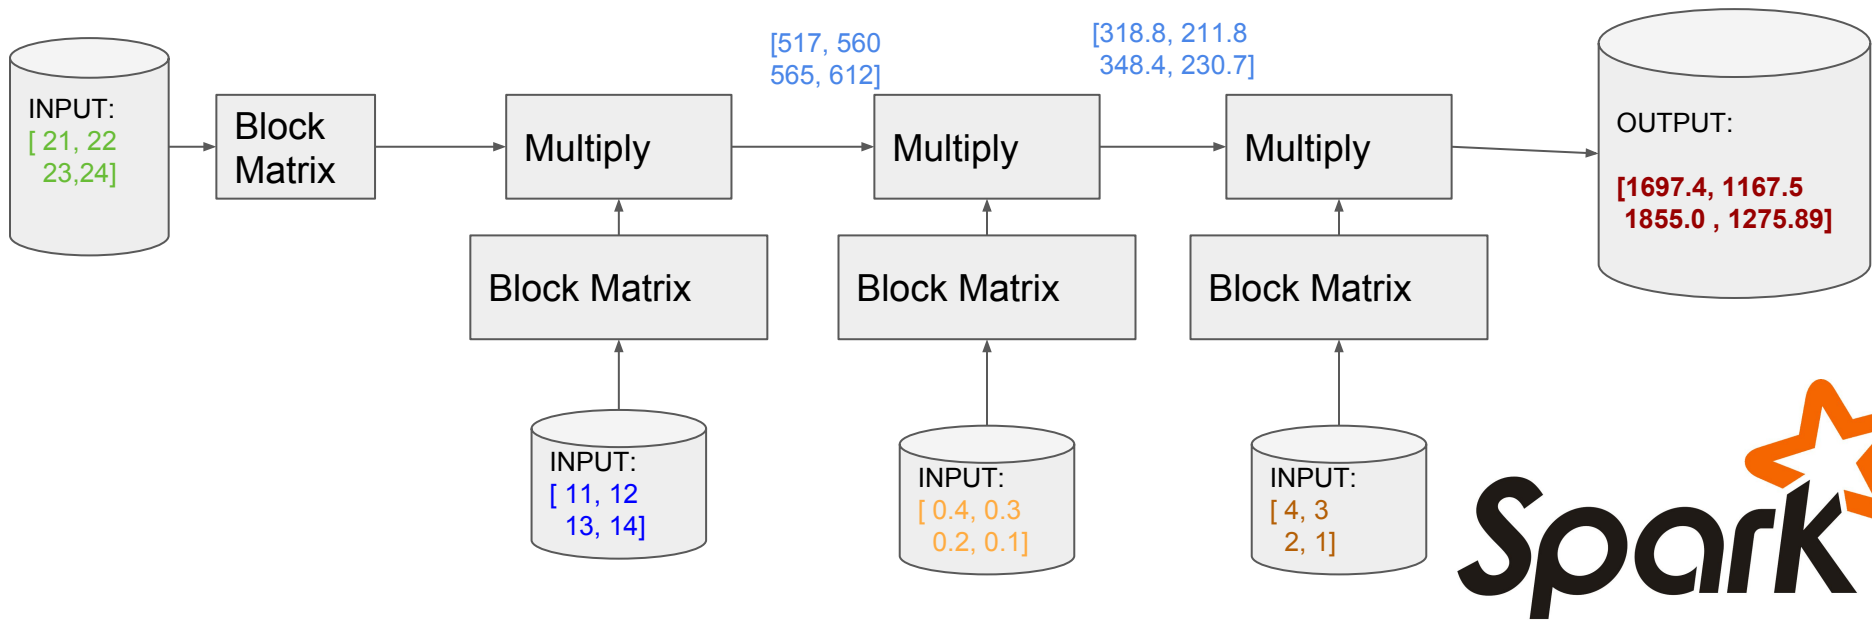 [517, 560
565, 612]
[318.8, 211.8
348.4, 230.7]
INPUT:
[ 21, 22
23,24]
Block
Matrix
Multiply
Multiply
Multiply
OUTPUT:
[1697.4, 1167.5
1855.0 , 1275.89]
Block Matrix
Block Matrix
Block Matrix
INPUT:
[ 11, 12
13, 14]
INPUT:
[ 0.4, 0.3
0.2, 0.1]
INPUT:
[ 4, 3
2, 1]
Spark